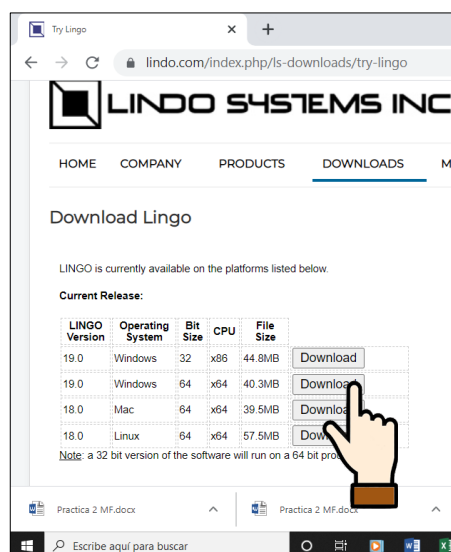 Try Lingo
lindo.com/index.php/ls-downloads/try-lingo
LINDO SYSTEMS INC
HOME COMPANY PRODUCTS DOWNLOADS M
Download Lingo
LINGO is currently available on the platforms listed below.
Current Release:
LINGO Version Operating System Bit Size CPU File Size
19.0 Windows 32 x86 44.8MB Download
19.0 Windows 64 x64 40.3MB Download
18.0 Mac 64 x64 39.5MB Download
18.0 Linux 64 x64 57.5MB
Note: a 32 bit version of the software will run on a 64 bit
Practica 2 MF.docx Practica 2 MF.docx
Escribe aquí para buscar